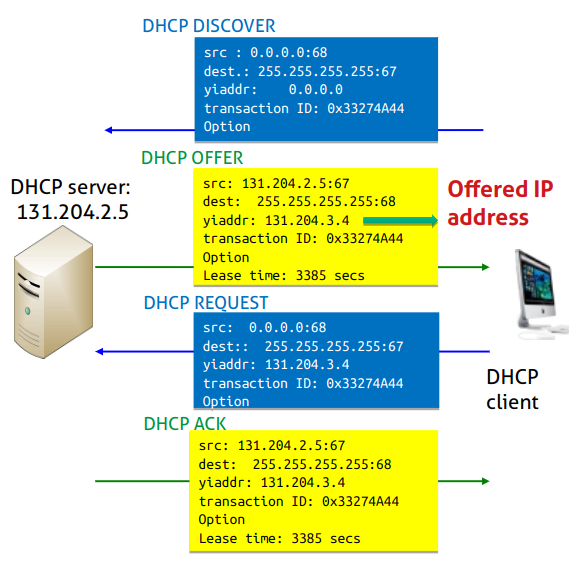 DHCP DISCOVER
src : 0.0.0.0:68
dest.: 255.255.255.255:67
yiaddr:    0.0.0.0
transaction ID: 0x33274A44
Option
DHCP OFFER
DHCP server:
131.204.2.5
src: 131.204.2.5:67
dest:  255.255.255.255:68
yiaddr: 131.204.3.4
transaction ID: 0x33274A44
Option
Lease time: 3385 secs
Offered IP
address
DHCP REQUEST
src:  0.0.0.0:68
dest::  255.255.255.255:67
yiaddr: 131.204.3.4
transaction ID: 0x33274A44
Option
DHCP
client
DHCP ACK
src: 131.204.2.5:67
dest:  255.255.255.255:68
yiaddr: 131.204.3.4
transaction ID: 0x33274A44
Option
Lease time: 3385 secs